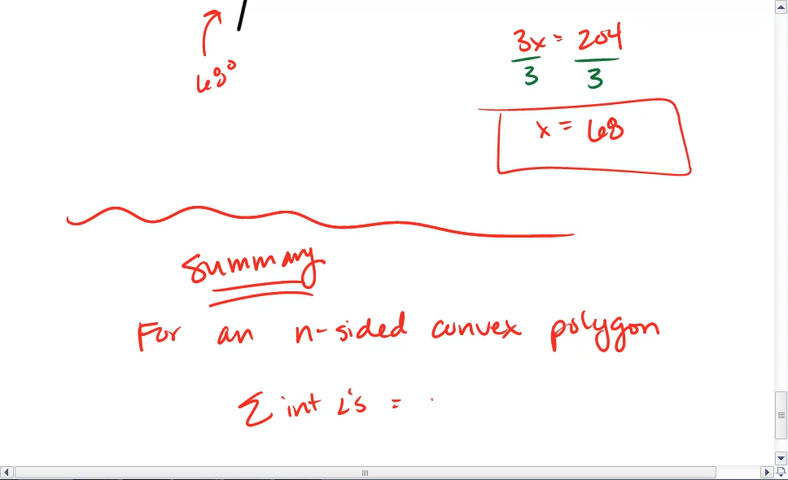 3x = 204
3 3
68°
x = 68
Summary
For an n-sided convex polygon
∑ int ∠'s =